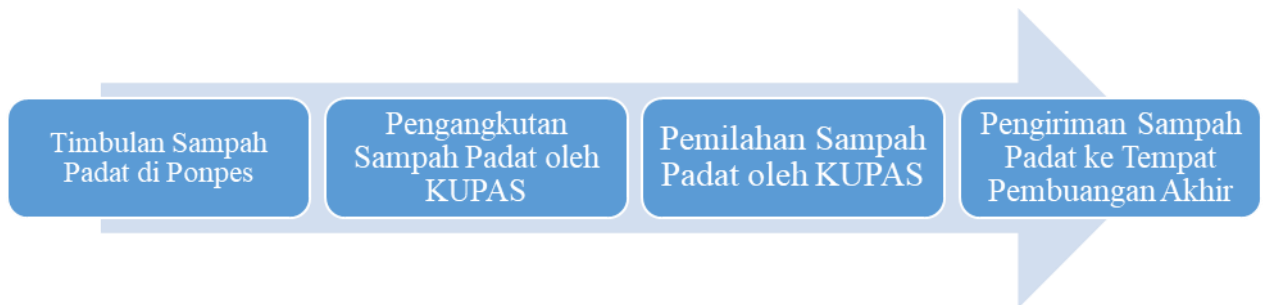 Timbulan Sampah
Padat di Ponpes
Pengangkutan
Sampah Padat oleh
KUPAS
Pemilahan Sampah
Padat oleh KUPAS
Pengiriman Sampah
Padat ke Tempat
Pembuangan Akhir